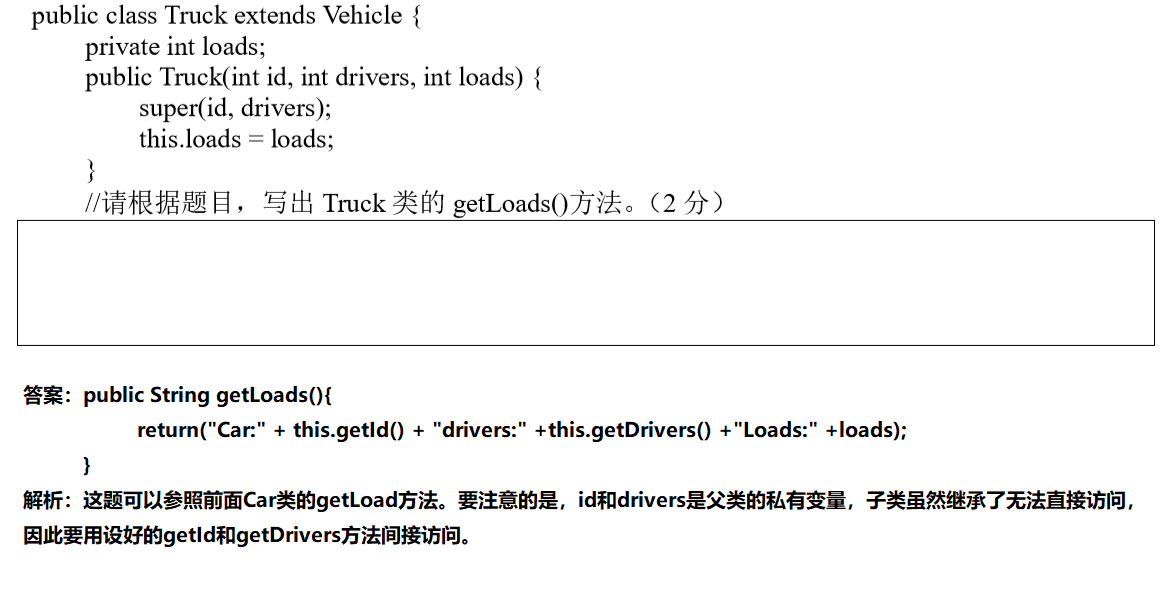 public class Truck extends Vehicle {
private int loads;
public Truck(int id, int drivers, int loads) {
super(id, drivers);
this.loads = loads;
}
//请根据题目，写出 Truck 类的 getLoads()方法。（2 分）
答案：public String getLoads(){
return("Car:" + this.getId() + "drivers:" +this.getDrivers() +"Loads:" +loads);
}
解析：这题可以参照前面Car类的getLoad方法。要注意的是，id和drivers是父类的私有变量，子类虽然继承了无法直接访问，
因此要用设好的getId和getDrivers方法间接访问。